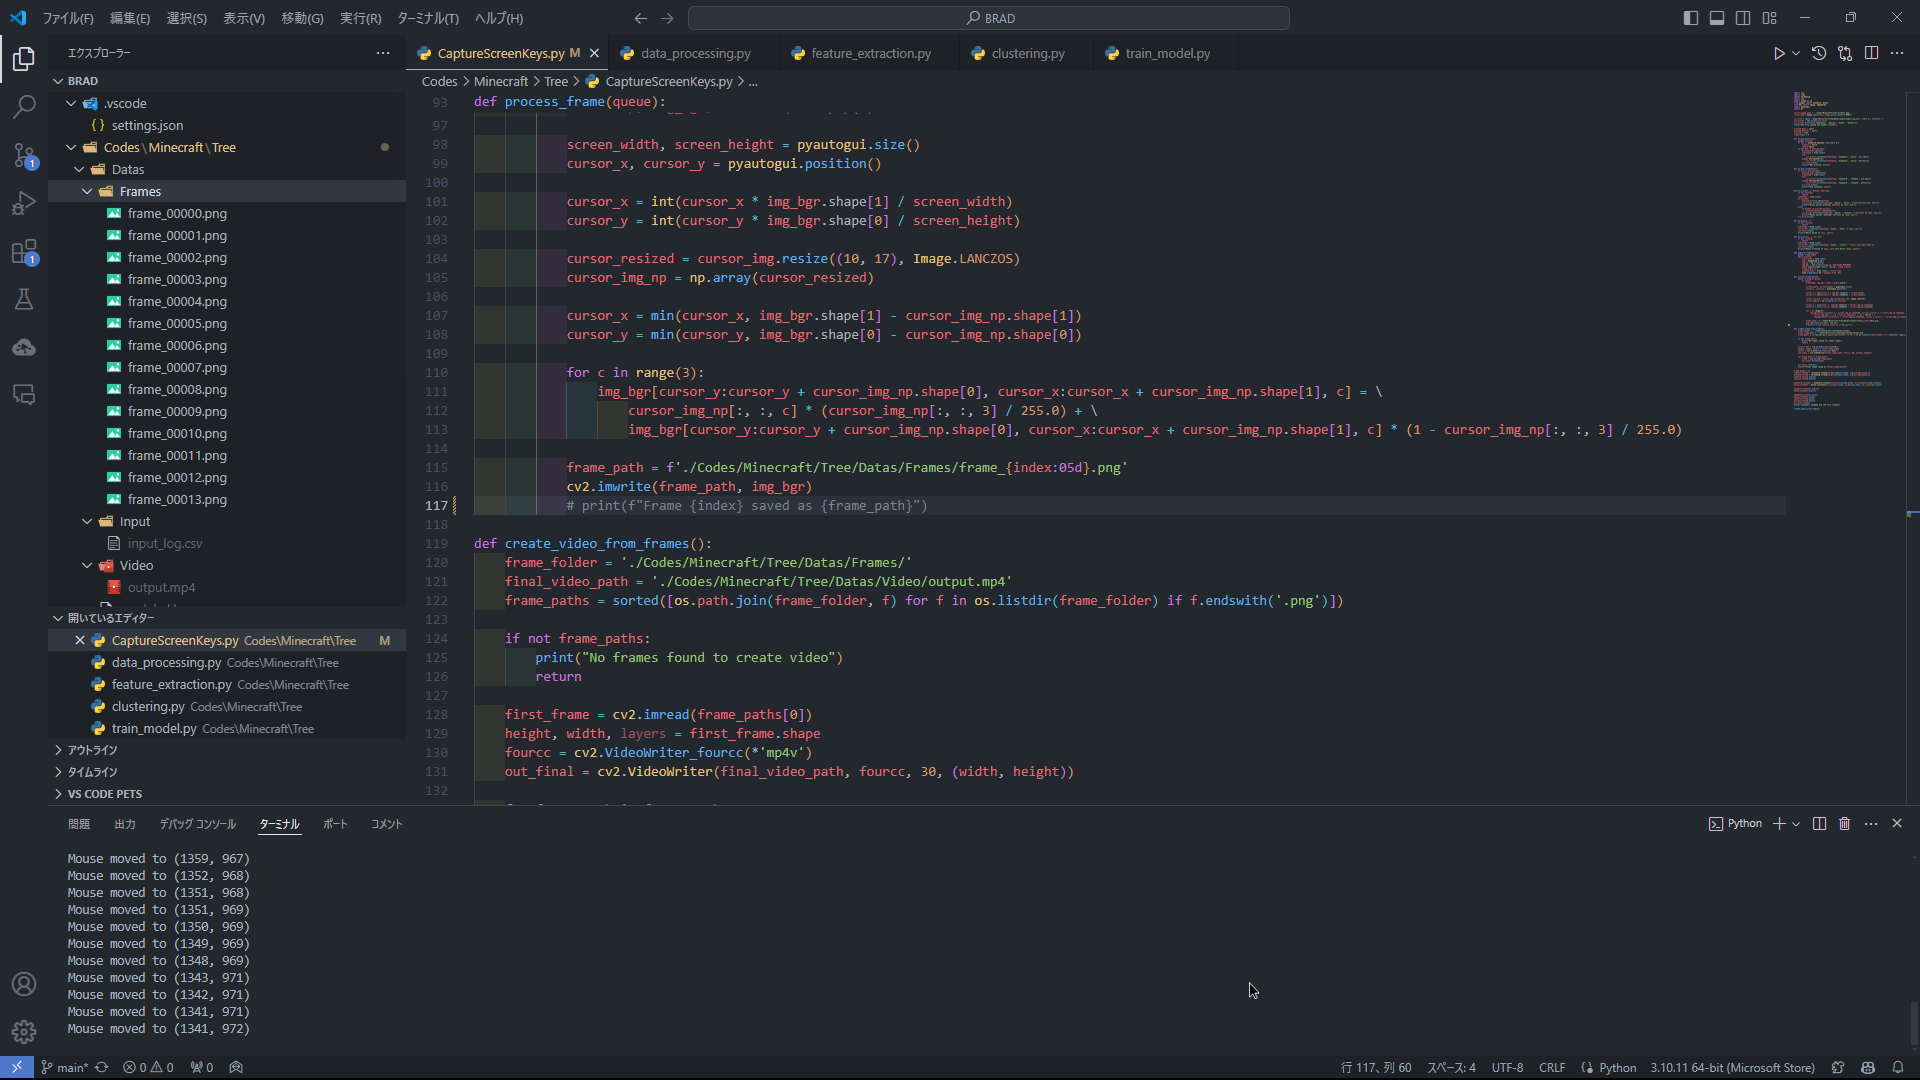 ファイル(F) 編集(E) 選択(S) 表示(V) 移動(G) 実行(R) ターミナル(T) ヘルプ(H)
BRAD
エクスプローラー
BRAD
.vscode
{ } settings.json
Codes\Minecraft\Tree
Datas
Frames
frame_00000.png
frame_00001.png
frame_00002.png
frame_00003.png
frame_00004.png
frame_00005.png
frame_00006.png
frame_00007.png
frame_00008.png
frame_00009.png
frame_00010.png
frame_00011.png
frame_00012.png
frame_00013.png
Input
input_log.csv
Video
output.mp4
開いているエディター
CaptureScreenKeys.py Codes\Minecraft\Tree M
data_processing.py Codes\Minecraft\Tree
feature_extraction.py Codes\Minecraft\Tree
clustering.py Codes\Minecraft\Tree
train_model.py Codes\Minecraft\Tree
アウトライン
タイムライン
VS CODE PETS
1
1
CaptureScreenKeys.py M
data_processing.py
feature_extraction.py
clustering.py
train_model.py
Codes > Minecraft > Tree > CaptureScreenKeys.py > ...
93 def process_frame(queue):
97
98 screen_width, screen_height = pyautogui.size()
99 cursor_x, cursor_y = pyautogui.position()
100
101 cursor_x = int(cursor_x * img_bgr.shape[1] / screen_width)
102 cursor_y = int(cursor_y * img_bgr.shape[0] / screen_height)
103
104 cursor_resized = cursor_img.resize((10, 17), Image.LANCZOS)
105 cursor_img_np = np.array(cursor_resized)
106
107 cursor_x = min(cursor_x, img_bgr.shape[1] - cursor_img_np.shape[1])
108 cursor_y = min(cursor_y, img_bgr.shape[0] - cursor_img_np.shape[0])
109
110 for c in range(3):
111 img_bgr[cursor_y:cursor_y + cursor_img_np.shape[0], cursor_x:cursor_x + cursor_img_np.shape[1], c] = \
112 cursor_img_np[:, :, c] * (cursor_img_np[:, :, 3] / 255.0) + \
113 img_bgr[cursor_y:cursor_y + cursor_img_np.shape[0], cursor_x:cursor_x + cursor_img_np.shape[1], c] * (1 - cursor_img_np[:, :, 3] / 255.0)
114
115 frame_path = f'./Codes/Minecraft/Tree/Datas/Frames/frame_{index:05d}.png'
116 cv2.imwrite(frame_path, img_bgr)
117 # print(f"Frame {index} saved as {frame_path}")
118
119 def create_video_from_frames():
120 frame_folder = './Codes/Minecraft/Tree/Datas/Frames/'
121 final_video_path = './Codes/Minecraft/Tree/Datas/Video/output.mp4'
122 frame_paths = sorted([os.path.join(frame_folder, f) for f in os.listdir(frame_folder) if f.endswith('.png')])
123
124 if not frame_paths:
125 print("No frames found to create video")
126 return
127
128 first_frame = cv2.imread(frame_paths[0])
129 height, width, layers = first_frame.shape
130 fourcc = cv2.VideoWriter_fourcc(*'mp4v')
131 out_final = cv2.VideoWriter(final_video_path, fourcc, 30, (width, height))
132
問題 出力 デバッグ コンソール ターミナル ポート コメント
Python
Mouse moved to (1359, 967)
Mouse moved to (1352, 968)
Mouse moved to (1351, 968)
Mouse moved to (1351, 969)
Mouse moved to (1350, 969)
Mouse moved to (1349, 969)
Mouse moved to (1348, 969)
Mouse moved to (1343, 971)
Mouse moved to (1342, 971)
Mouse moved to (1341, 971)
Mouse moved to (1341, 972)
main* 0 0 0
行 117、列 60 スペース: 4 UTF-8 CRLF Python 3.10.11 64-bit (Microsoft Store)